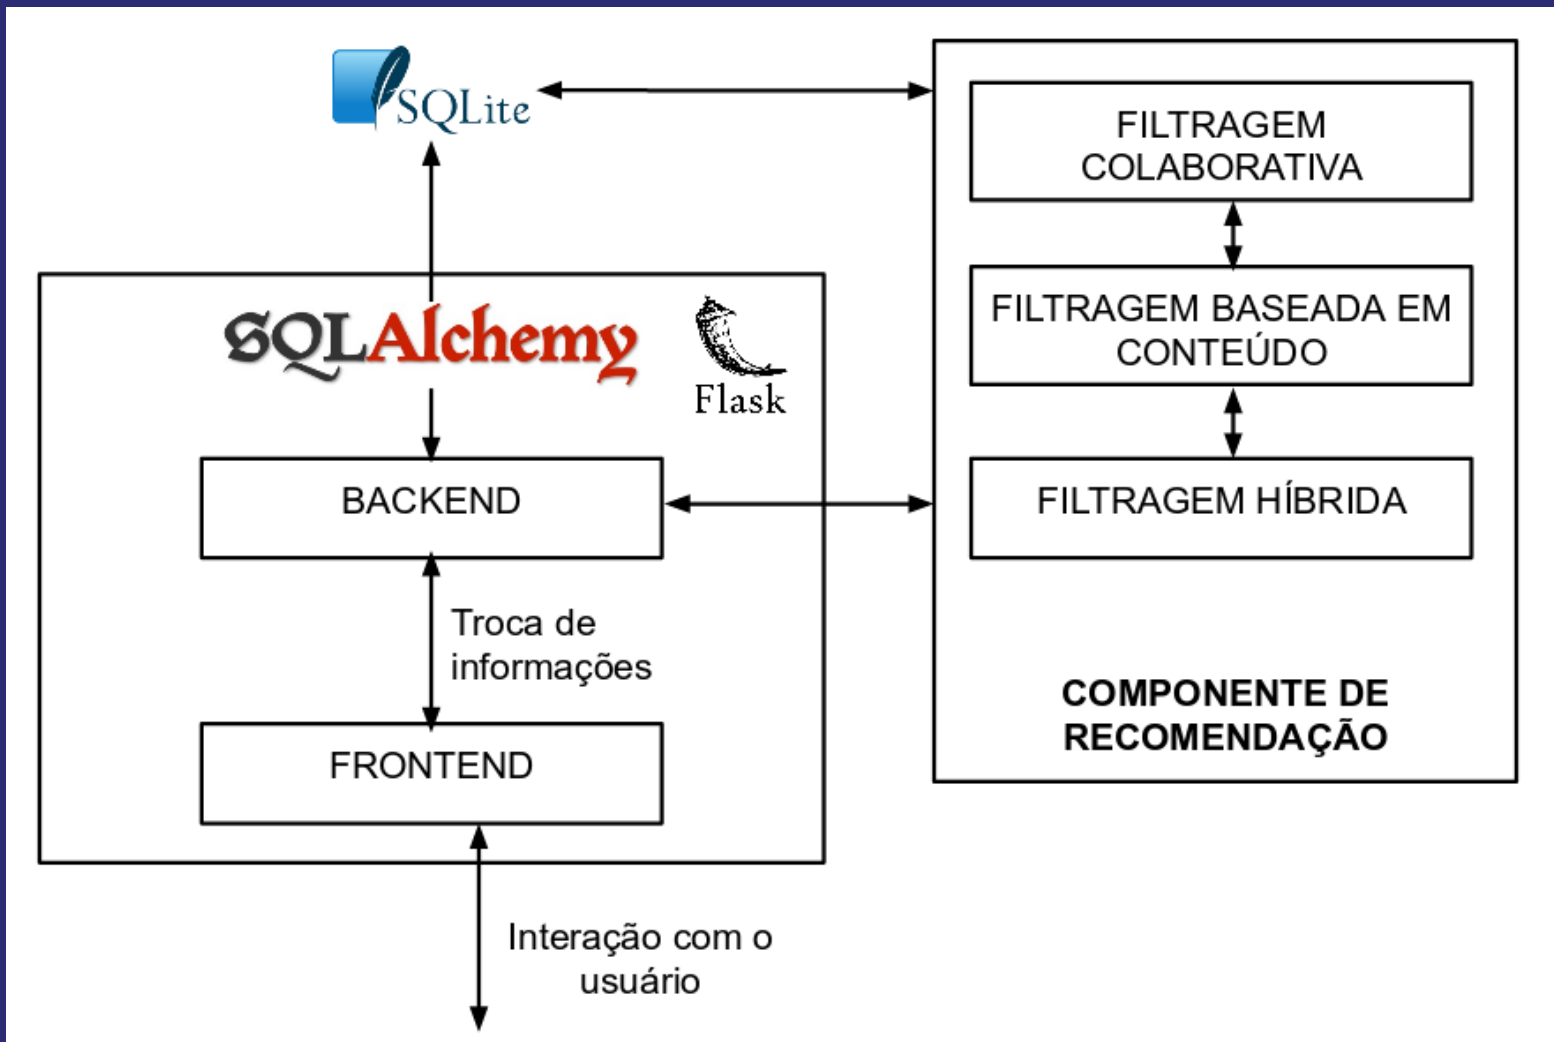 SQLite
FILTRAGEM
COLABORATIVA
FILTRAGEM BASEADA EM
CONTEÚDO
FILTRAGEM HÍBRIDA
COMPONENTE DE
RECOMENDAÇÃO
SQLAlchemy
Flask
BACKEND
Troca de
informações
FRONTEND
Interação com o
usuário